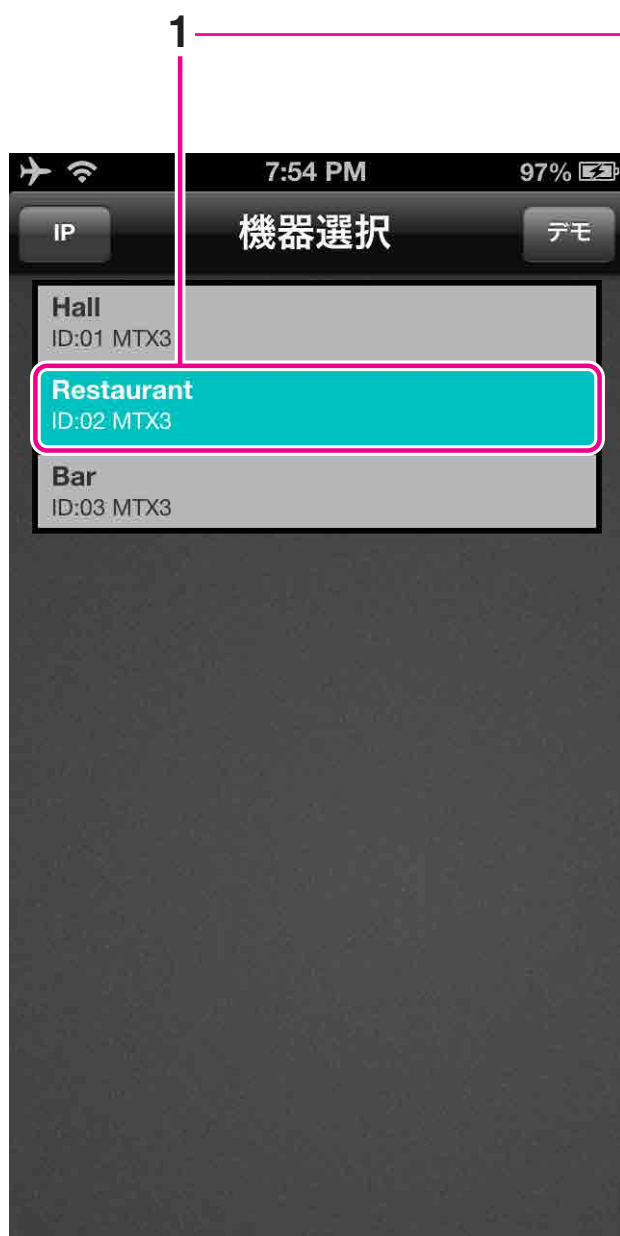 1
7:54 PM 97%
IP 機器選択 デモ
Hall
ID:01 MTX3
Restaurant
ID:02 MTX3
Bar
ID:03 MTX3